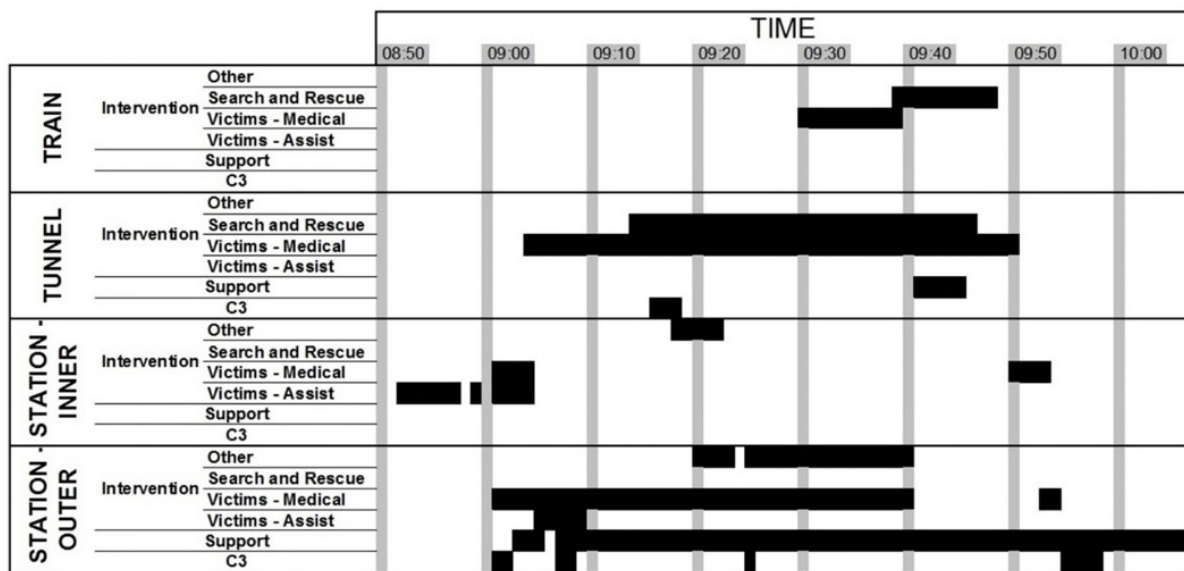 TIME
08:50 09:00 09:10 09:20 09:30 09:40 09:50 10:00
TRAIN
Intervention
Other
Search and Rescue
Victims - Medical
Victims - Assist
Support
C3
TUNNEL
Intervention
Other
Search and Rescue
Victims - Medical
Victims - Assist
Support
C3
STATION -
INNER
Intervention
Other
Search and Rescue
Victims - Medical
Victims - Assist
Support
C3
STATION -
OUTER
Intervention
Other
Search and Rescue
Victims - Medical
Victims - Assist
Support
C3